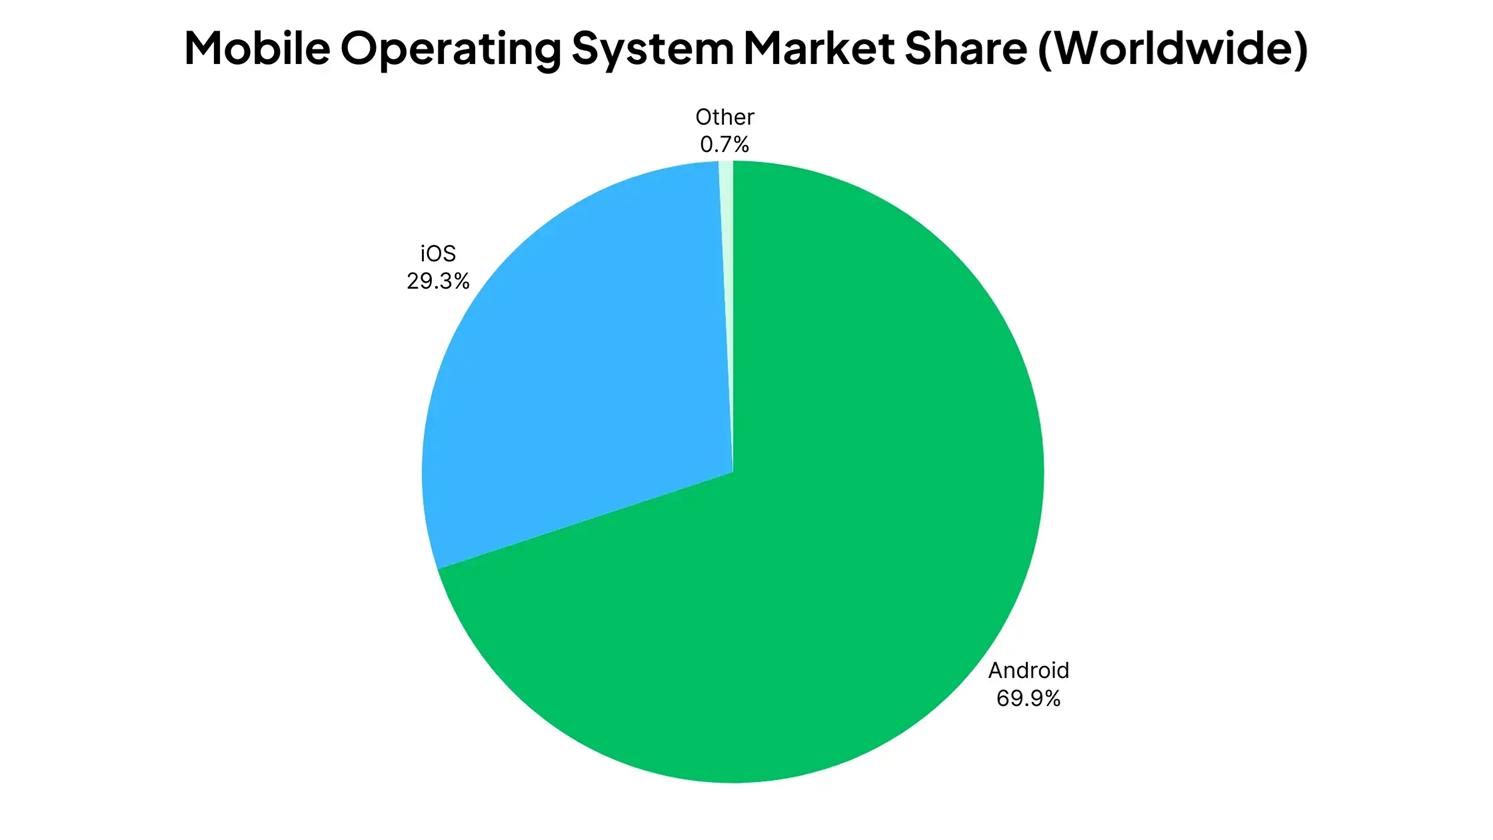 Mobile Operating System Market Share (Worldwide)
Other
0.7%
iOS
29.3%
Android
69.9%